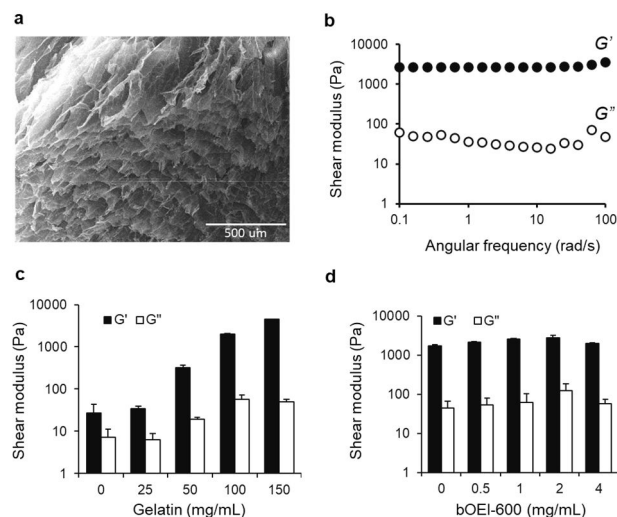 a
500 um
b
Shear modulus (Pa)
10000
1000
100
10
1
G'
G"
0.1 1 10 100
Angular frequency (rad/s)
c
Shear modulus (Pa)
10000
1000
100
10
1
G' G"
0 25 50 100 150
Gelatin (mg/mL)
d
Shear modulus (Pa)
10000
1000
100
10
1
G' G"
0 0.5 1 2 4
bOEI-600 (mg/mL)